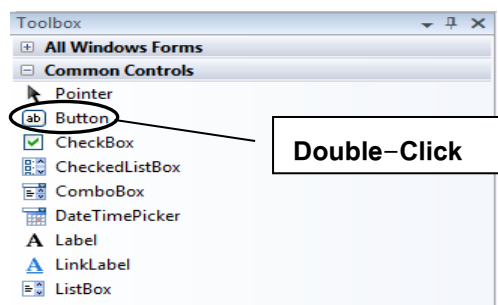 Toolbox
All Windows Forms
Common Controls
Pointer
ab Button
CheckBox
Double-Click
CheckedListBox
ComboBox
DateTimePicker
A Label
A LinkLabel
ListBox